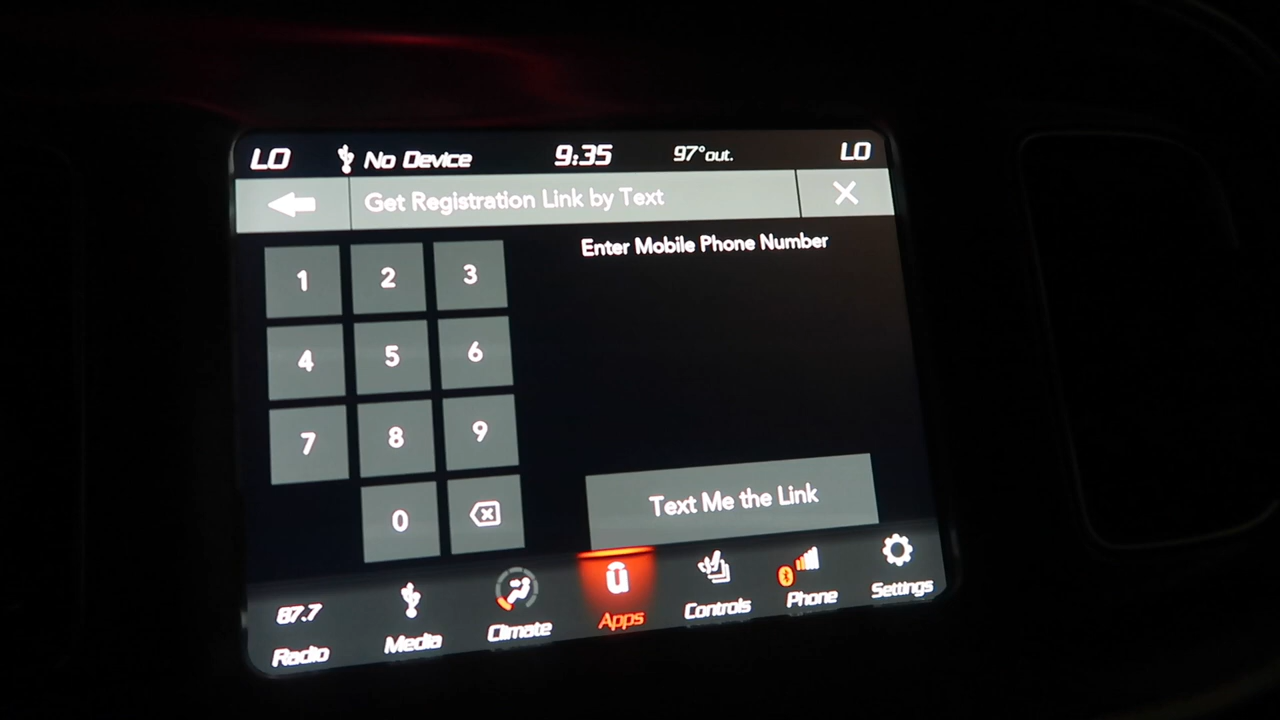 LO No Device 9:35 97°out. LO
Get Registration Link by Text
Enter Mobile Phone Number
1 2 3
4 5 6
7 8 9
0
Text Me the Link
87.7
Radio Media Climate Apps Controls Phone Settings